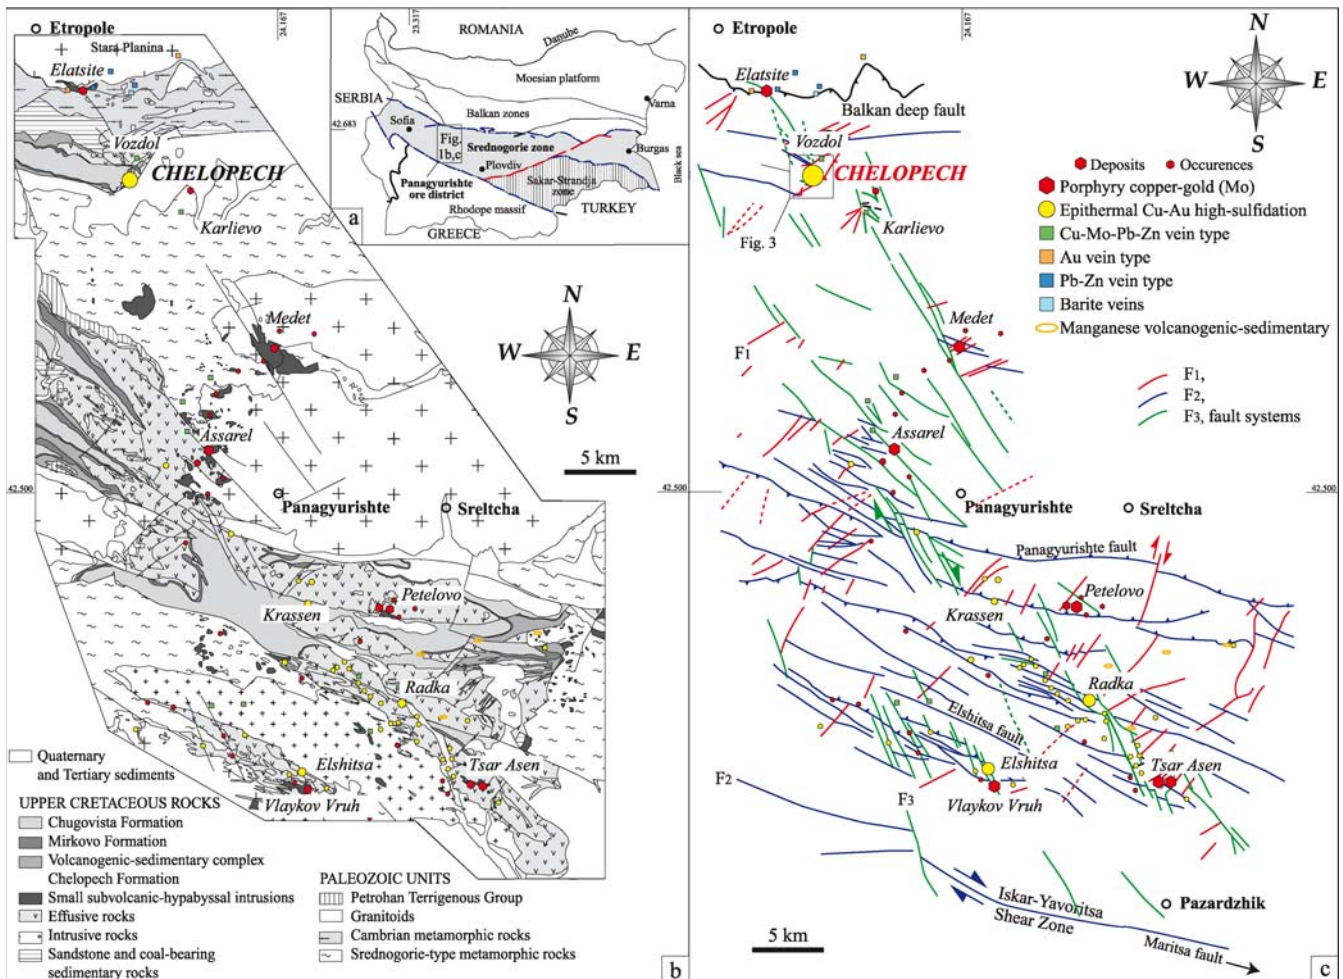 Etropole
Stara-Planina
Elatsite
Vozdol
CHELOPECH
Karlievo
Medet
Assarel
Panagyurishte
Sreltcha
Petelovo
Krassen
Radka
Tsar Asen
Elshitsa
Vlaykov Vruh
N
W E
S
5 km
24.167
42.500
Quaternary
and Tertiary sediments
UPPER CRETACEOUS ROCKS
Chugovista Formation
Mirkovo Formation
Volcanogenic-sedimentary complex
Chelopech Formation
Small subvolcanic-hypabyssal intrusions
Effusive rocks
Intrusive rocks
Sandstone and coal-bearing
sedimentary rocks
PALEOZOIC UNITS
Petrohan Terrigenous Group
Granitoids
Cambrian metamorphic rocks
Srednogorie-type metamorphic rocks
b
23.317
42.683
ROMANIA
Danube
Moesian platform
Varna
SERBIA
Balkan zones
Sofia
Fig.
1b,c
Srednogorie zone
Burgas
Black sea
Plovdiv
Panagyurishte
ore district
Sakar-Strandja
zone
Rhodope massif
TURKEY
GREECE
a
24.167
Etropole
Elatsite
Balkan deep fault
Vozdol
CHELOPECH
Fig. 3
Karlievo
Medet
F1
Assarel
Panagyurishte
Sreltcha
42.500
Panagyurishte fault
Petelovo
Krassen
Radka
Elshitsa fault
Elshitsa
Tsar Asen
Vlaykov Vruh
F2
F3
Iskar-Yavoritsa
Shear Zone
Pazardzhik
Maritsa fault
5 km
N
W E
S
Deposits Occurences
Porphyry copper-gold (Mo)
Epithermal Cu-Au high-sulfidation
Cu-Mo-Pb-Zn vein type
Au vein type
Pb-Zn vein type
Barite veins
Manganese volcanogenic-sedimentary
F1,
F2,
F3, fault systems
c